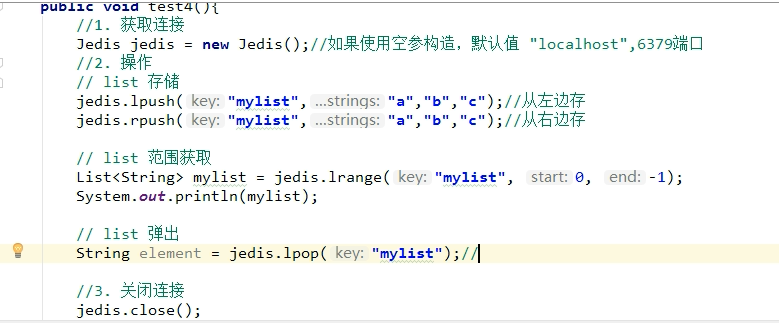 public void test4(){
//1. 获取连接
Jedis jedis = new Jedis();//如果使用空参构造，默认值 "localhost",6379端口
//2. 操作
// list 存储
jedis.lpush( key: "mylist", ...strings: "a","b","c");//从左边存
jedis.rpush( key: "mylist", ...strings: "a","b","c");//从右边存
// list 范围获取
List<String> mylist = jedis.lrange( key: "mylist", start: 0, end: -1);
System.out.println(mylist);
// list 弹出
String element = jedis.lpop( key: "mylist");//
//3. 关闭连接
jedis.close();